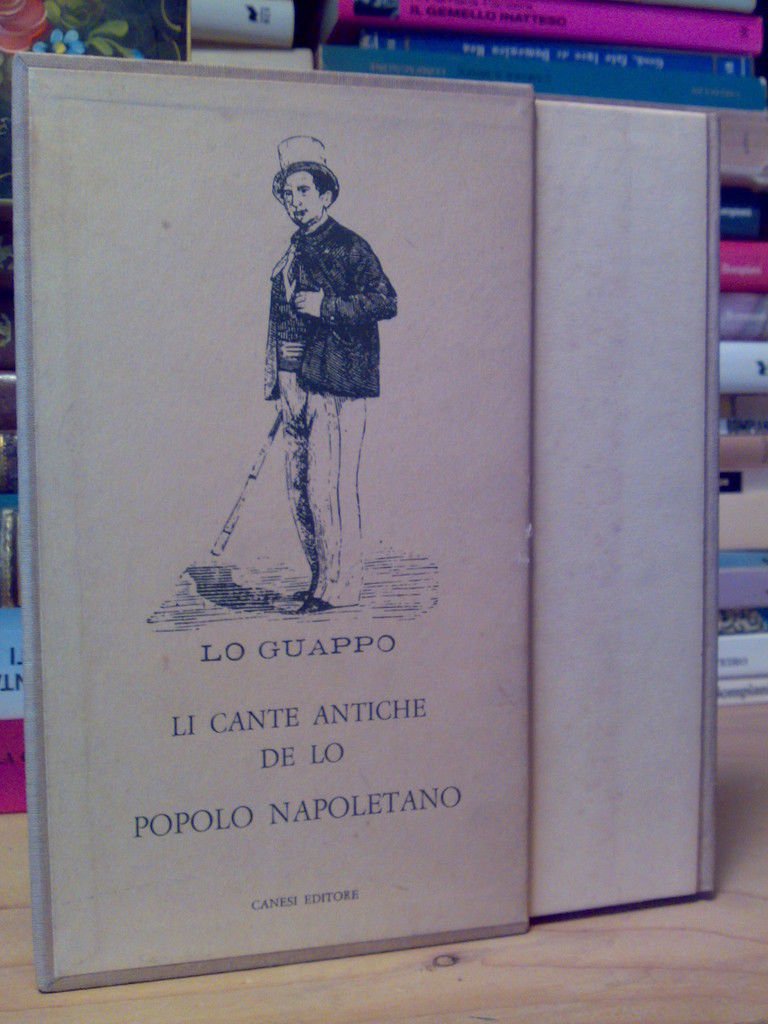 IL GEMELLO INATTESO
LO GUAPPO
LI CANTE ANTICHE
DE LO
POPOLO NAPOLETANO
CANESI EDITORE